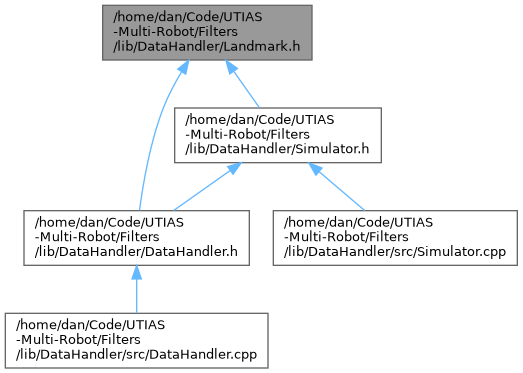 /home/dan/Code/UTIAS
-Multi-Robot/Filters
/lib/DataHandler/Landmark.h
/home/dan/Code/UTIAS
-Multi-Robot/Filters
/lib/DataHandler/Simulator.h
/home/dan/Code/UTIAS
-Multi-Robot/Filters
/lib/DataHandler/DataHandler.h
/home/dan/Code/UTIAS
-Multi-Robot/Filters
/lib/DataHandler/src/Simulator.cpp
/home/dan/Code/UTIAS
-Multi-Robot/Filters
/lib/DataHandler/src/DataHandler.cpp